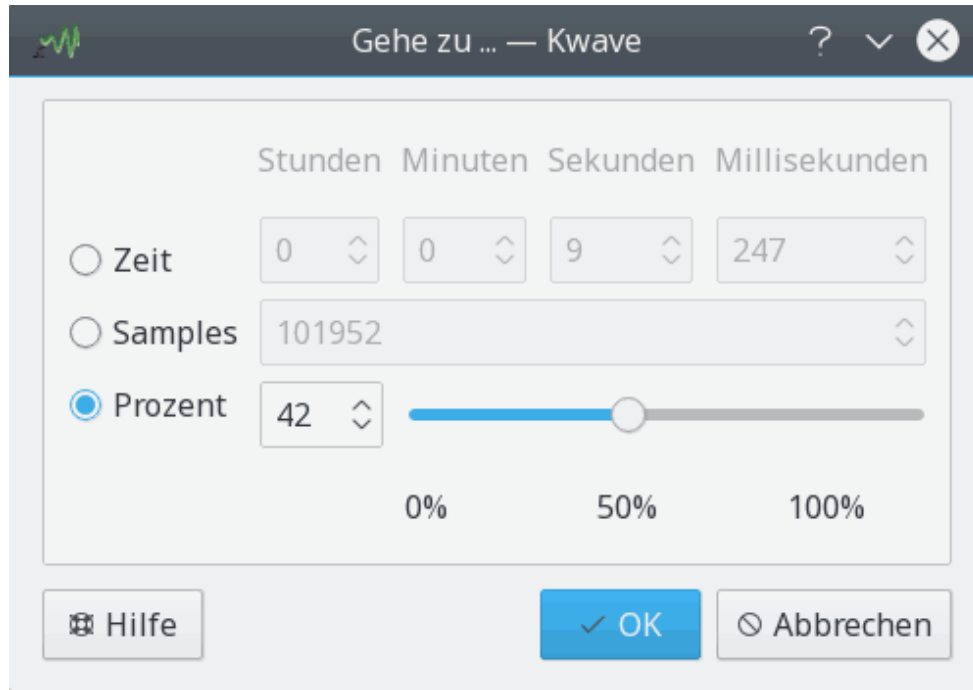 Gehe zu ... — Kwave
Stunden Minuten Sekunden Millisekunden
Zeit 0 0 9 247
Samples 101952
Prozent 42
0% 50% 100%
Hilfe OK Abbrechen